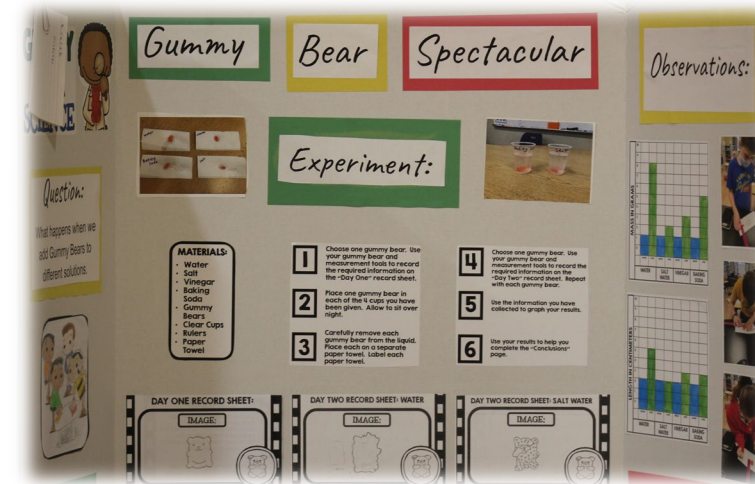 SCIENCE
Question:
What happens when we
add Gummy Bears to
different solutions.
Gummy
Bear
Spectacular
Experiment:
MATERIALS:
• Water
• Salt
• Vinegar
• Baking
Soda
• Gummy
Bears
• Clear Cups
• Rulers
• Paper
Towel
1
Choose one gummy bear. Use
your gummy bear and
measurement tools to record
the required information on
the "Day One" record sheet.
2
Place one gummy bear in
each of the 4 cups you have
been given. Allow to sit over
night.
3
Carefully remove each
gummy bear from the liquid.
Place each on a separate
paper towel. Label each
paper towel.
4
Choose one gummy bear. Use
your gummy bear and
measurement tools to record the
required information on the
"Day Two" record sheet. Repeat
with each gummy bear.
5
Use the information you have
collected to graph your results.
6
Use your results to help you
complete the "Conclusions"
page.
DAY ONE RECORD SHEET:
IMAGE:
DAY TWO RECORD SHEET: WATER
IMAGE:
DAY TWO RECORD SHEET: SALT WATER
IMAGE:
Observations:
MASS IN GRAMS
WATER
SALT
WATER
VINEGAR
BAKING
SODA
LENGTH IN CENTIMETERS
WATER
SALT
WATER
VINEGAR
BAKING
SODA